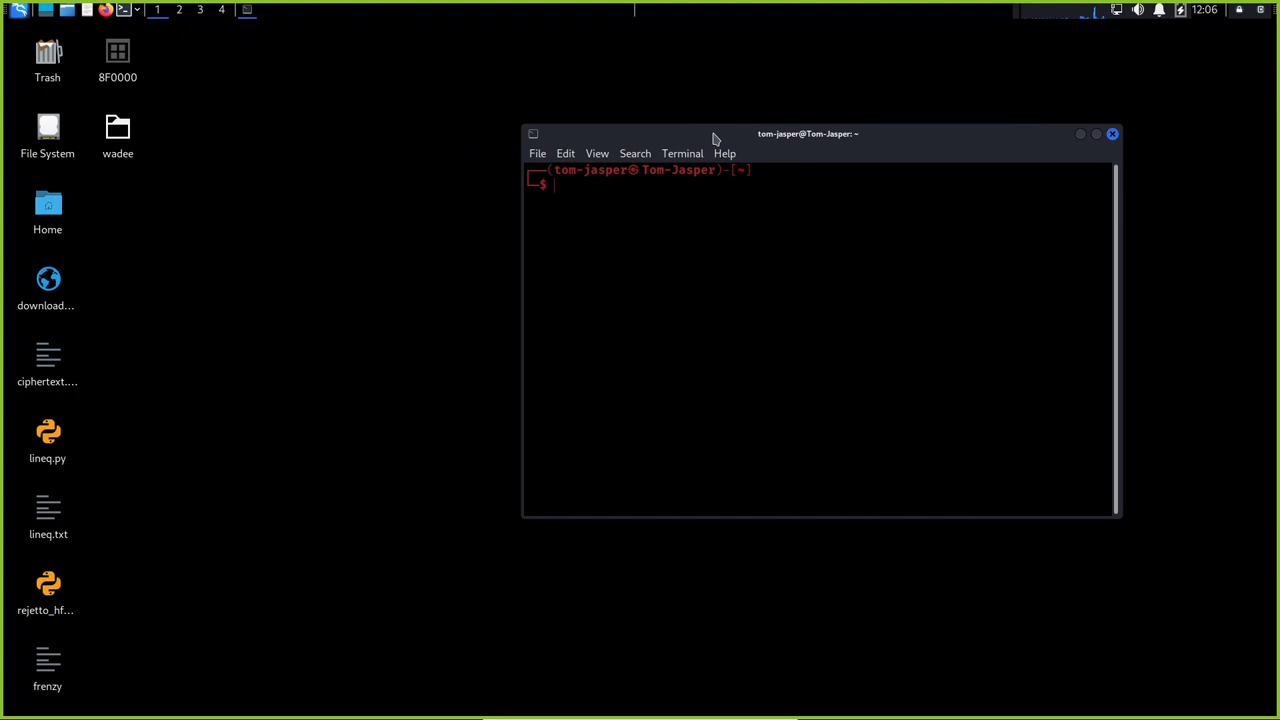 1 2 3 4
12:06
Trash
8F0000
File System
wadee
Home
download...
ciphertext....
lineq.py
lineq.txt
rejetto_hf...
frenzy
tom-jasper@Tom-Jasper: ~
File Edit View Search Terminal Help
┌──(tom-jasper㉿Tom-Jasper)-[~]
└─$